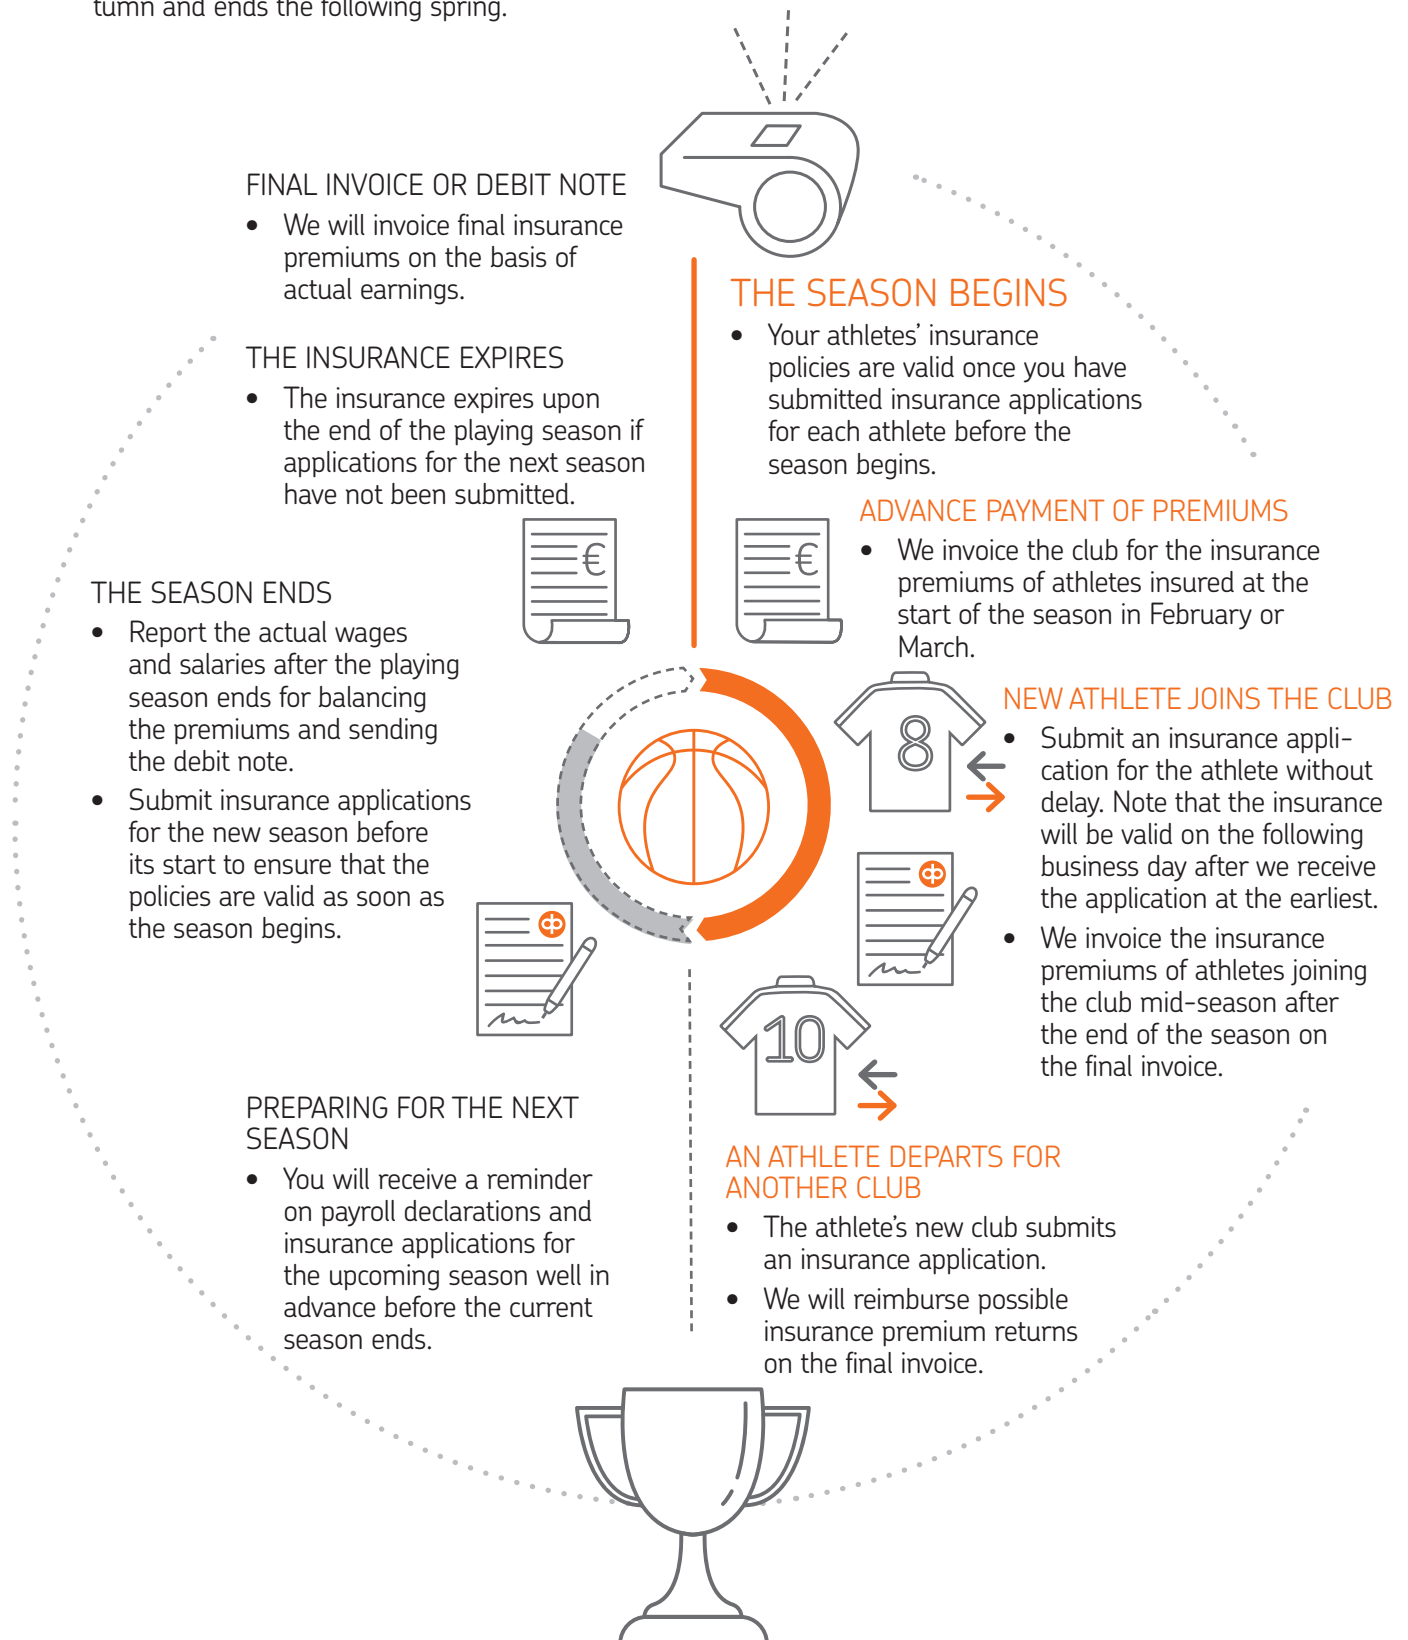 tumn and ends the following spring.
FINAL INVOICE OR DEBIT NOTE
• We will invoice final insurance
premiums on the basis of
actual earnings.
THE INSURANCE EXPIRES
• The insurance expires upon
the end of the playing season if
applications for the next season
have not been submitted.
THE SEASON ENDS
• Report the actual wages
and salaries after the playing
season ends for balancing
the premiums and sending
the debit note.
• Submit insurance applications
for the new season before
its start to ensure that the
policies are valid as soon as
the season begins.
PREPARING FOR THE NEXT
SEASON
• You will receive a reminder
on payroll declarations and
insurance applications for
the upcoming season well in
advance before the current
season ends.
THE SEASON BEGINS
• Your athletes’ insurance
policies are valid once you have
submitted insurance applications
for each athlete before the
season begins.
€
€
ADVANCE PAYMENT OF PREMIUMS
• We invoice the club for the insurance
premiums of athletes insured at the
start of the season in February or
March.
8
NEW ATHLETE JOINS THE CLUB
• Submit an insurance appli-
cation for the athlete without
delay. Note that the insurance
will be valid on the following
business day after we receive
the application at the earliest.
• We invoice the insurance
premiums of athletes joining
the club mid-season after
the end of the season on
the final invoice.
10
AN ATHLETE DEPARTS FOR
ANOTHER CLUB
• The athlete’s new club submits
an insurance application.
• We will reimburse possible
insurance premium returns
on the final invoice.